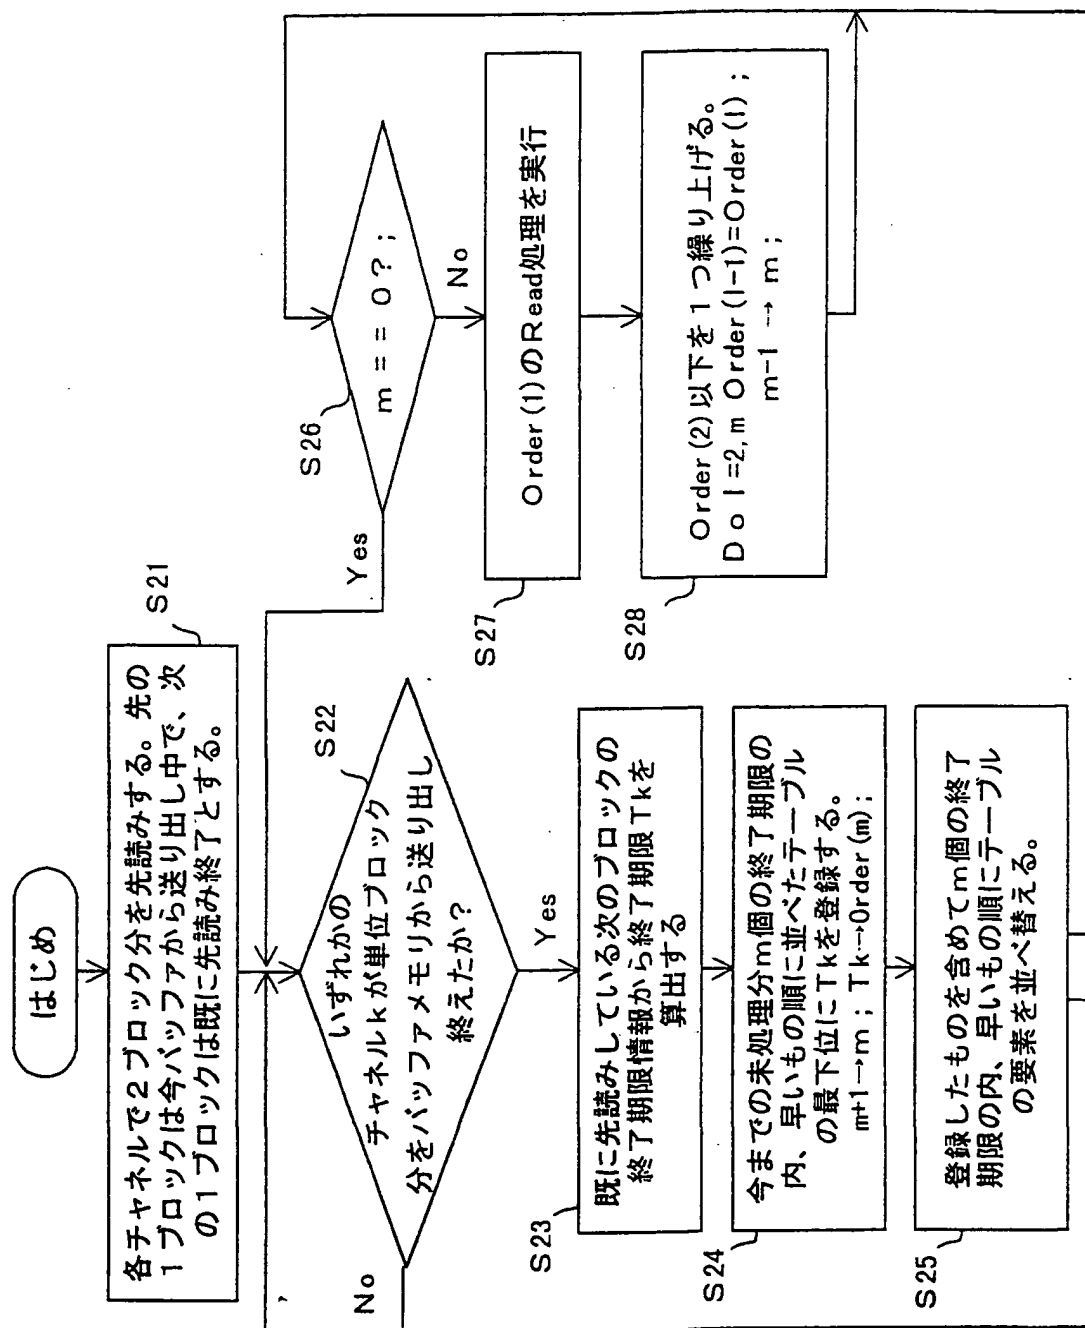 はじめ
S21
各チャネルで2ブロック分を先読みする。先の
1ブロックは今バッファから送り出し中で、次
の1ブロックは既に先読み終了とする。
S22
いずれかの
チャネルkが単位ブロック
分をバッファメモリから送り出し
終えたか?
No
Yes
S23
既に先読みしている次のブロックの
終了期限情報から終了期限Tkを
算出する
S24
今までの未処理分m個の終了期限の
内、早いもの順に並べたテーブル
の最下位にTkを登録する。
m+1→m; Tk→Order(m);
S25
登録したものを含めてm個の終了
期限の内、早いもの順にテーブル
の要素を並べ替える。
S26
m==0?;
Yes
No
S27
Order(1)のRead処理を実行
S28
Order(2)以下を1つ繰り上げる。
Do l=2,m Order(l-1)=Order(l);
m-1→m;